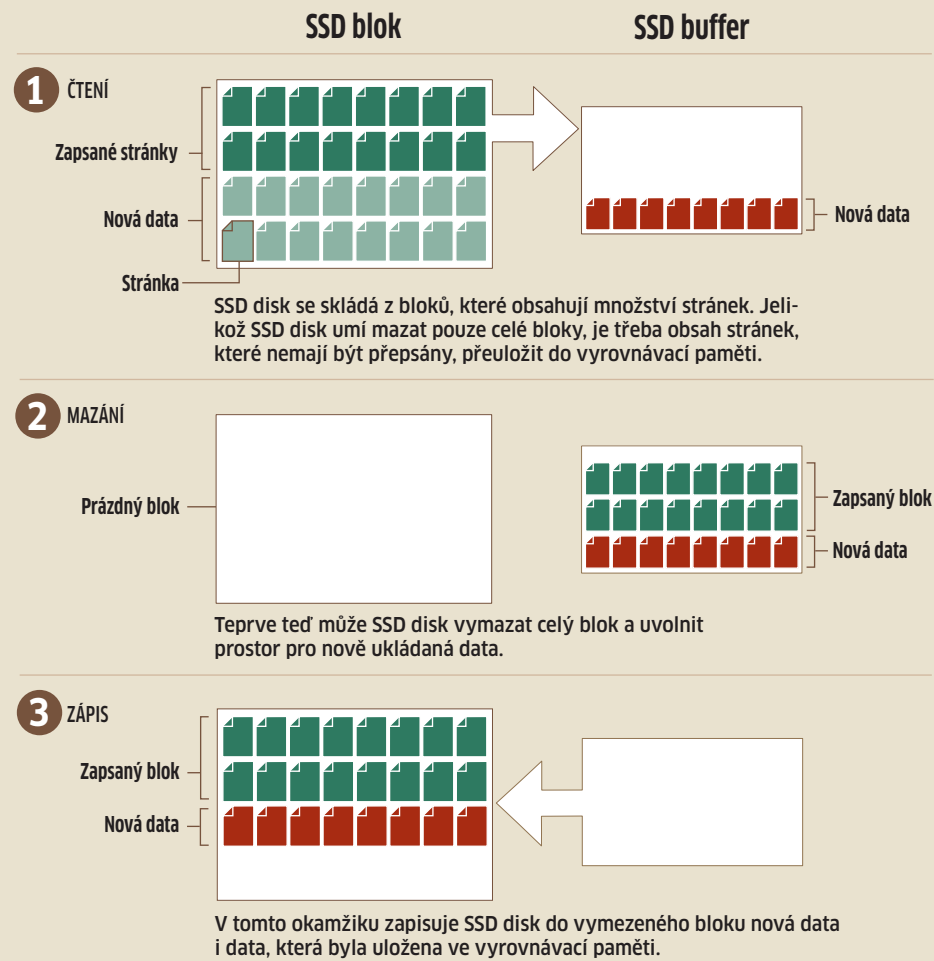 SSD blok
SSD buffer
1 ČTENÍ
Zapsané stránky
Nová data
Stránka
Nová data
SSD disk se skládá z bloků, které obsahují množství stránek. Jeli-
kož SSD disk umí mazat pouze celé bloky, je třeba obsah stránek,
které nemají být přepsány, přeuložit do vyrovnávací paměti.
2 MAZÁNÍ
Prázdný blok
Zapsaný blok
Nová data
Teprve teď může SSD disk vymazat celý blok a uvolnit
prostor pro nově ukládaná data.
3 ZÁPIS
Zapsaný blok
Nová data
V tomto okamžiku zapisuje SSD disk do vymezeného bloku nová data
i data, která byla uložena ve vyrovnávací paměti.